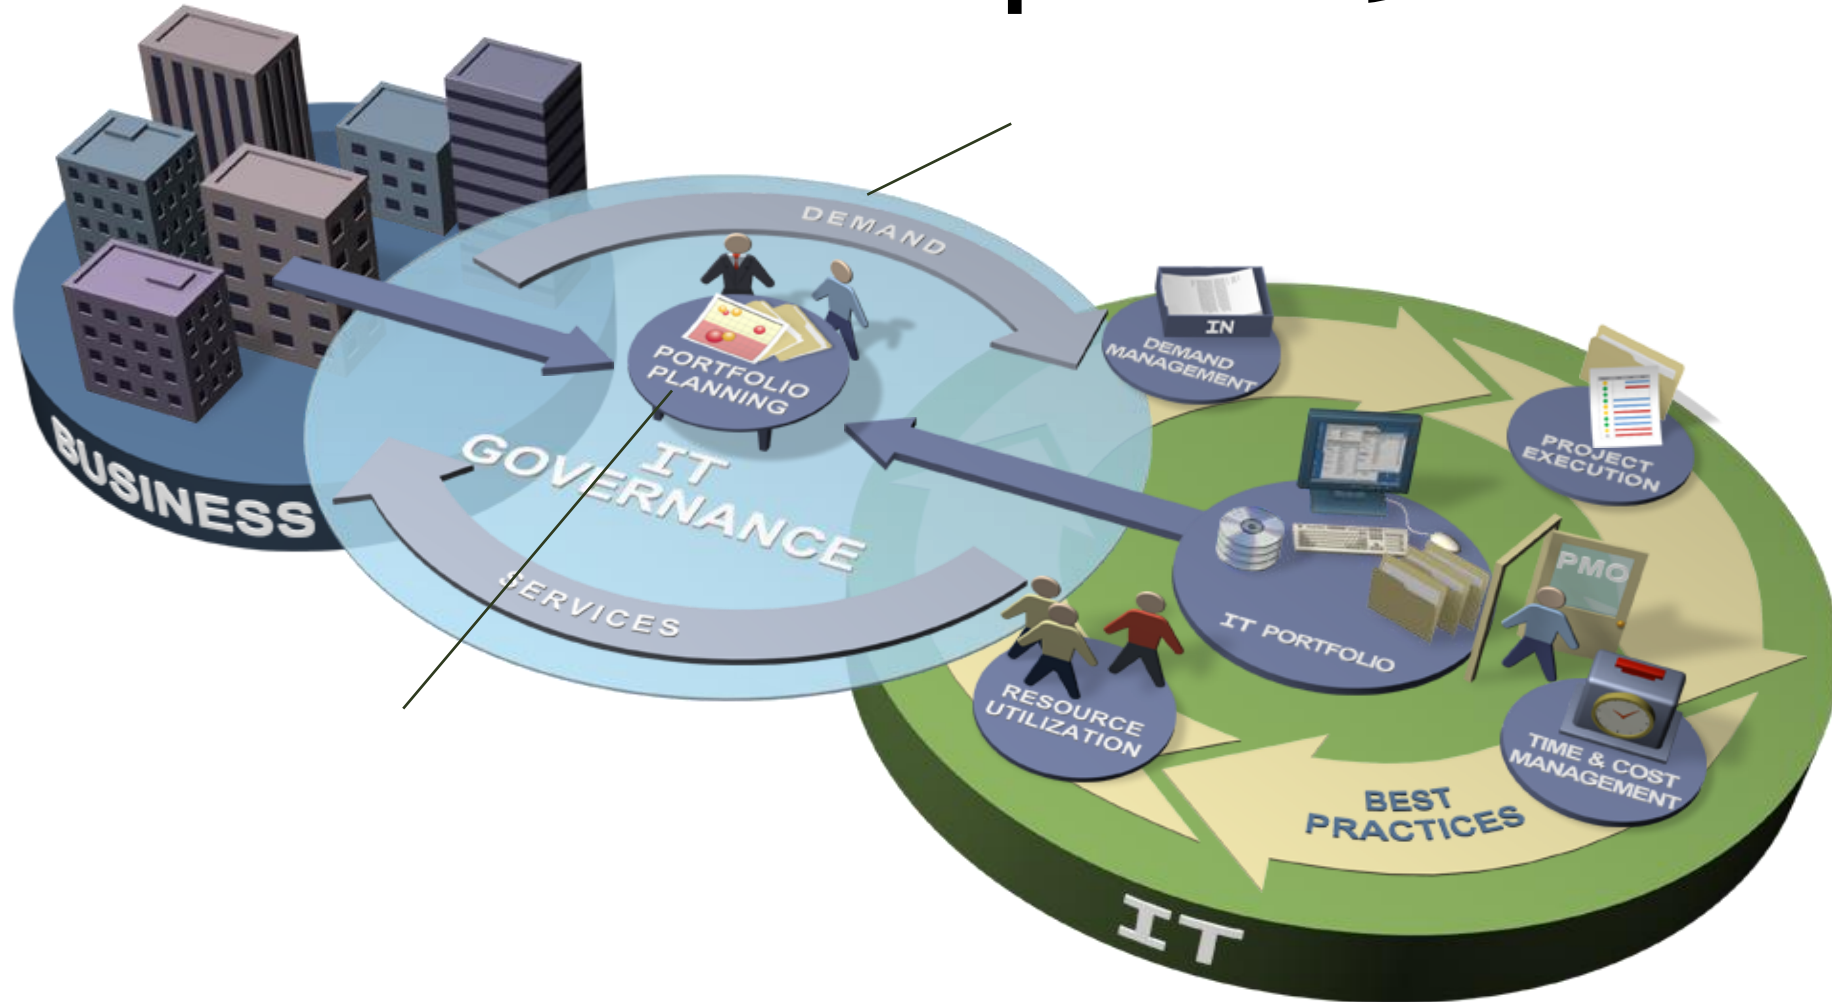 DEMAND
IN
DEMAND
MANAGEMENT
PORTFOLIO
PLANNING
PROJECT
EXECUTION
BUSINESS
IT
GOVERNANCE
PMO
SERVICES
IT PORTFOLIO
RESOURCE
UTILIZATION
TIME & COST
MANAGEMENT
BEST
PRACTICES
IT